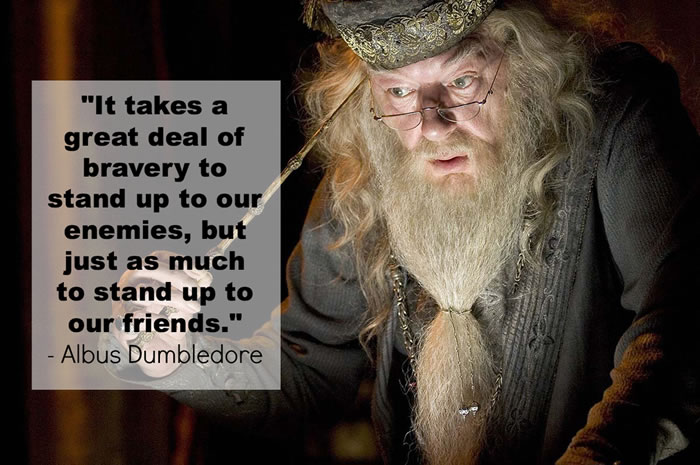 "It takes a
great deal of
bravery to
stand up to our
enemies, but
just as much
to stand up to
our friends."
- Albus Dumbledore